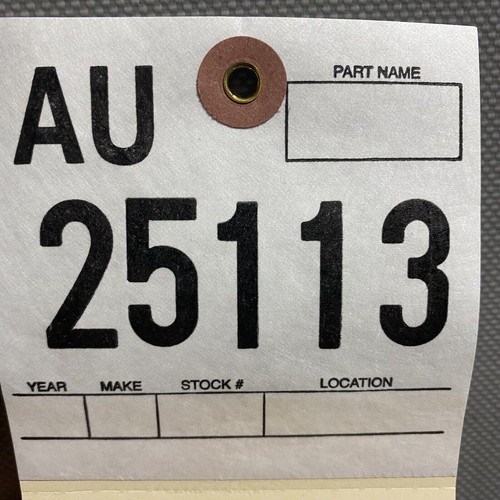 AU
PART NAME
25113
YEAR MAKE STOCK # LOCATION